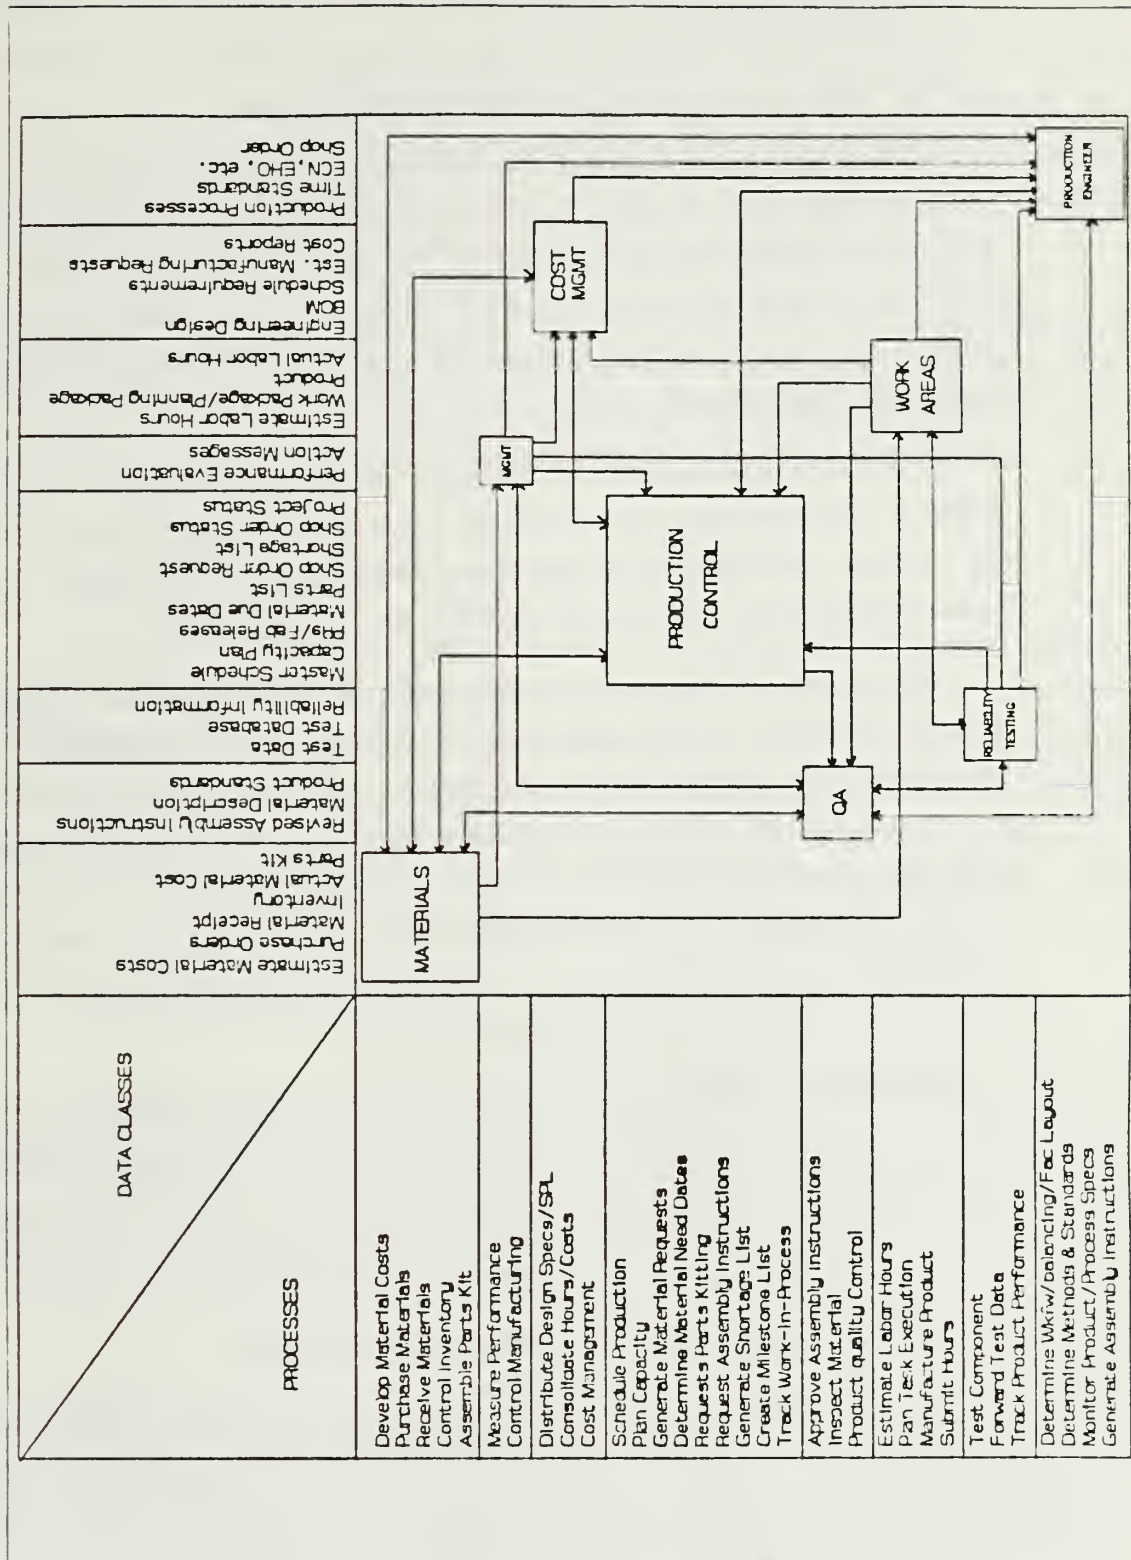 DATA CLASSES
PROCESSES
Estimate Material Costs
Purchase Orders
Material Receipt
Inventory
Actual Material Cost
Parts Kit
Revised Assembly Instructions
Material Description
Product Standards
Test Data
Test Database
Reliability Information
Master Schedule
Capacity Plan
PRs/Fab Releases
Material Due Dates
Parts List
Shop Order Request
Shortage List
Shop Order Status
Project Status
Performance Evaluation
Action Messages
Estimate Labor Hours
Work Package/Planning Package
Product
Actual Labor Hours
Engineering Design
BOM
Schedule Requirements
Est. Manufacturing Requests
Cost Reports
Production Processes
Time Standards
ECN, EHO, etc.
Shop Order
Develop Material Costs
Purchase Materials
Receive Materials
Control Inventory
Assemble Parts Kit
Measure Performance
Control Manufacturing
Distribute Design Specs/SPL
Consolidate Hours/Costs
Cost Management
Schedule Production
Plan Capacity
Generate Material Requests
Determine Material Need Dates
Requests Parts Kitting
Request Assembly Instructions
Generate Shortage List
Create Milestone List
Track Work-In-Process
Approve Assembly Instructions
Inspect Material
Product quality Control
Estimate Labor Hours
Plan Task Execution
Manufacture Product
Submit Hours
Test Component
Forward Test Data
Track Product Performance
Determine Wkflw/balancing/Fac Layout
Determine Methods & Standards
Monitor Product/Process Specs
Generate Assembly Instructions
MATERIALS
MGMT
COST
MGMT
PRODUCTION
CONTROL
QA
WORK
AREAS
RELIABILITY
TESTING
PRODUCTION
ENGINEER